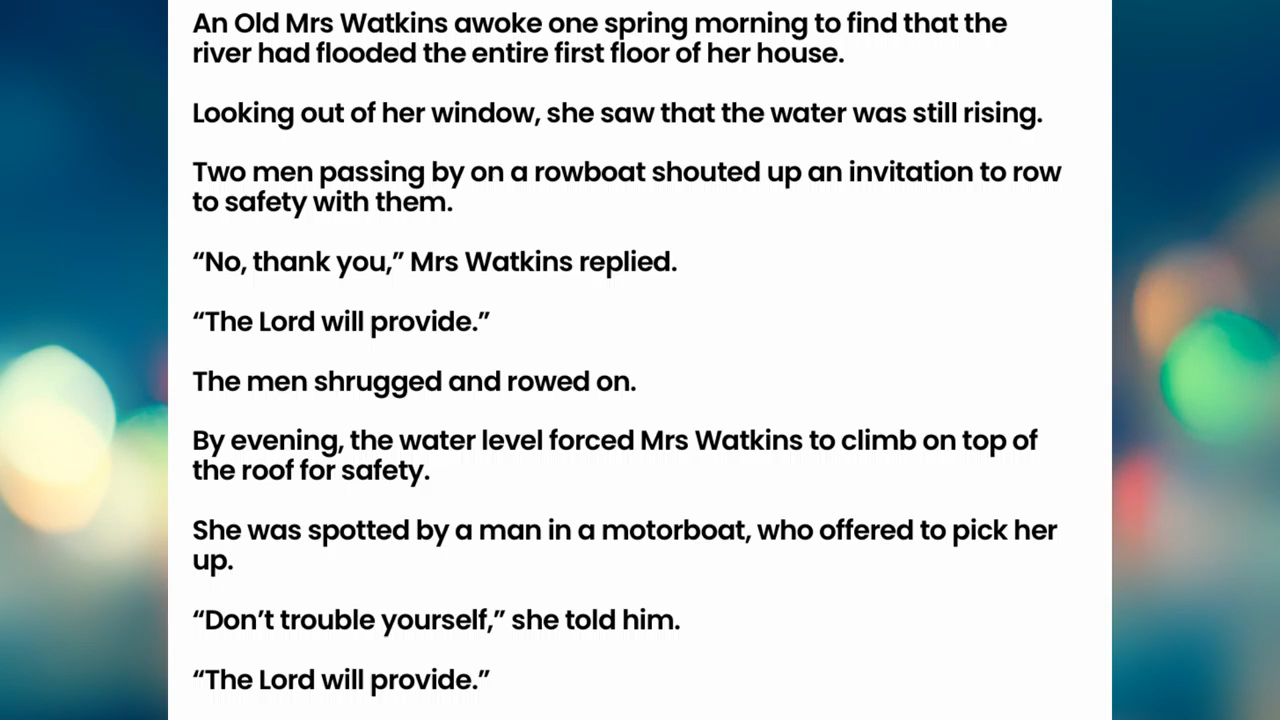 An Old Mrs Watkins awoke one spring morning to find that the
river had flooded the entire first floor of her house.
Looking out of her window, she saw that the water was still rising.
Two men passing by on a rowboat shouted up an invitation to row
to safety with them.
“No, thank you,” Mrs Watkins replied.
“The Lord will provide.”
The men shrugged and rowed on.
By evening, the water level forced Mrs Watkins to climb on top of
the roof for safety.
She was spotted by a man in a motorboat, who offered to pick her
up.
“Don’t trouble yourself,” she told him.
“The Lord will provide.”